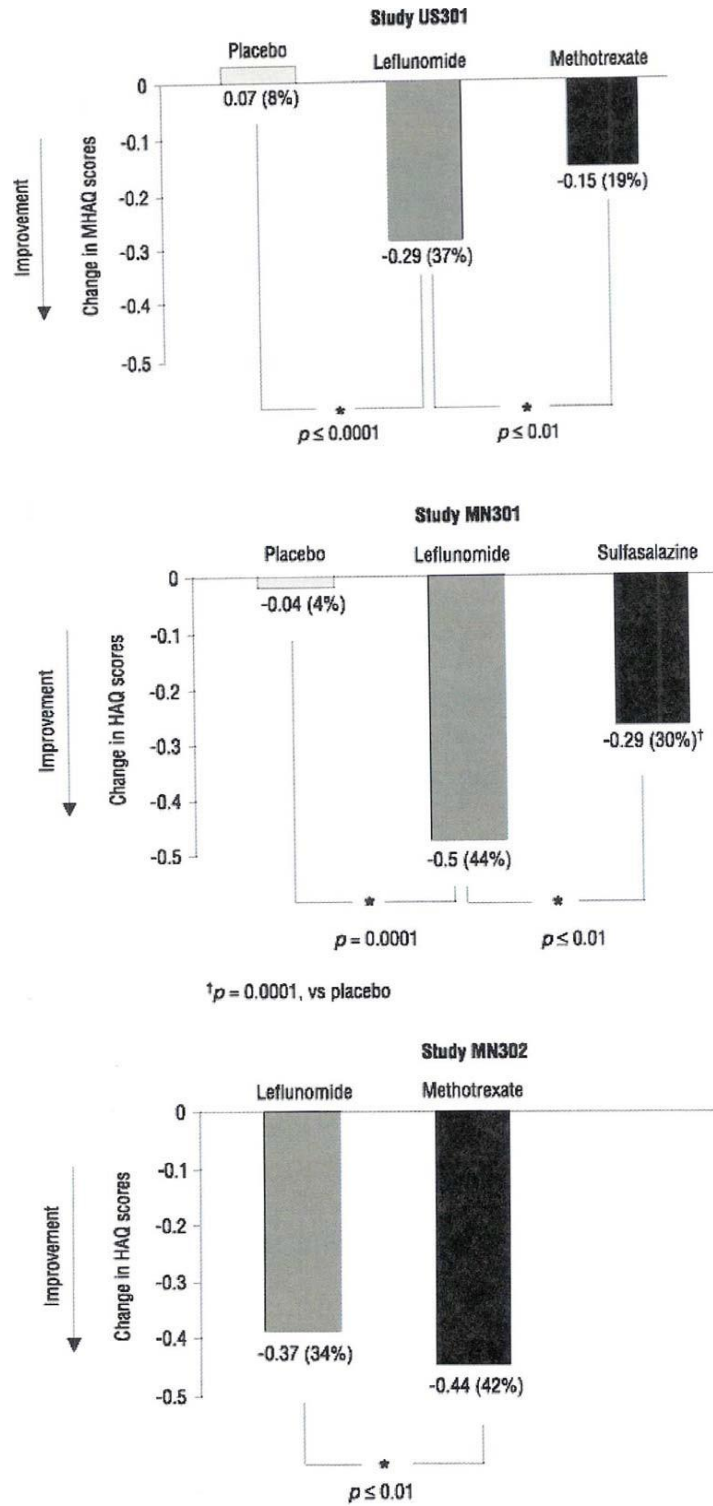 Study US301
Placebo
Leflunomide
Methotrexate
0
0.07 (8%)
-0.1
-0.15 (19%)
-0.2
-0.29 (37%)
-0.3
-0.4
-0.5
Improvement
Change in MHAQ scores
*
*
p ≤ 0.0001
p ≤ 0.01
Study MN301
Placebo
Leflunomide
Sulfasalazine
0
-0.04 (4%)
-0.1
-0.2
-0.3
-0.29 (30%)†
-0.4
-0.5
-0.5 (44%)
Improvement
Change in HAQ scores
*
*
p = 0.0001
p ≤ 0.01
†p = 0.0001, vs placebo
Study MN302
Leflunomide
Methotrexate
0
-0.1
-0.2
-0.3
-0.4
-0.37 (34%)
-0.5
-0.44 (42%)
Improvement
Change in HAQ scores
*
p ≤ 0.01